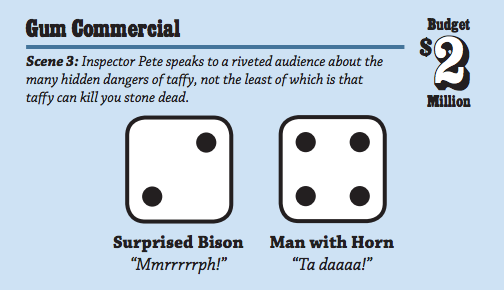 Gum Commercial
Budget
$2
Million
Scene 3: Inspector Pete speaks to a riveted audience about the
many hidden dangers of taffy, not the least of which is that
taffy can kill you stone dead.
Surprised Bison
Man with Horn
“Mmrrrrrph!”
“Ta daaaa!”